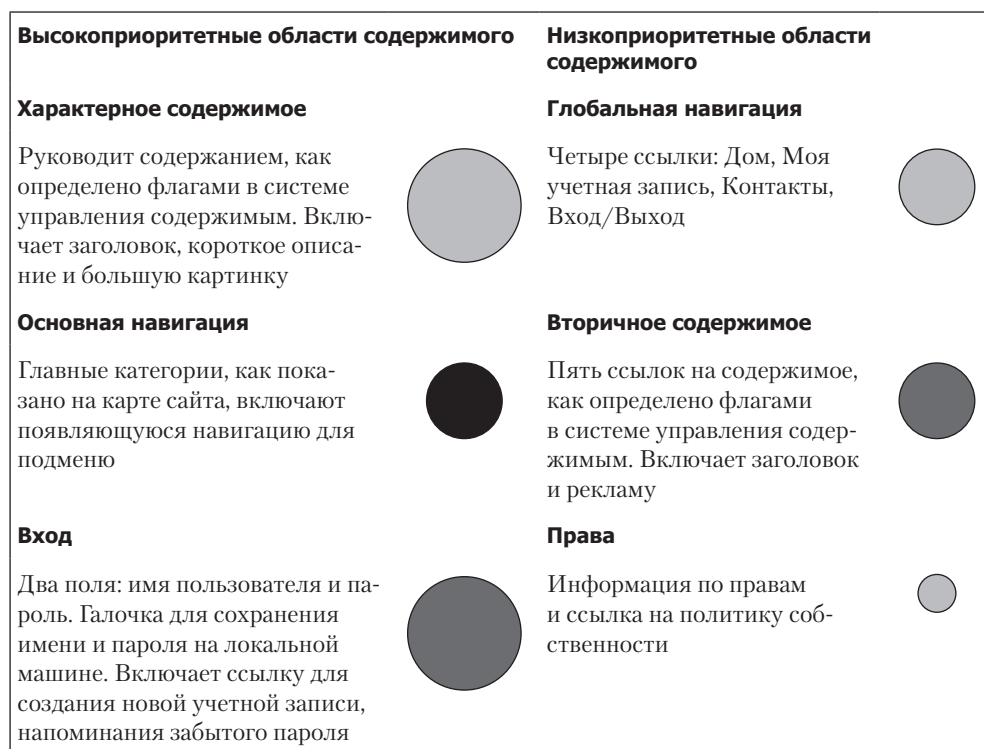 Высокоприоритетные области содержимого
Низкоприоритетные области
содержимого
Характерное содержимое
Руководит содержанием, как
определено флагами в системе
управления содержимым. Вклю-
чает заголовок, короткое описа-
ние и большую картинку
Глобальная навигация
Четыре ссылки: Дом, Моя
учетная запись, Контакты,
Вход/Выход
Основная навигация
Главные категории, как пока-
зано на карте сайта, включают
появляющуюся навигацию для
подменю
Вторичное содержимое
Пять ссылок на содержимое,
как определено флагами
в системе управления содер-
жимым. Включает заголовок
и рекламу
Вход
Два поля: имя пользователя и па-
роль. Галочка для сохранения
имени и пароля на локальной
машине. Включает ссылку для
создания новой учетной записи,
напоминания забытого пароля
Права
Информация по правам
и ссылка на политику соб-
ственности